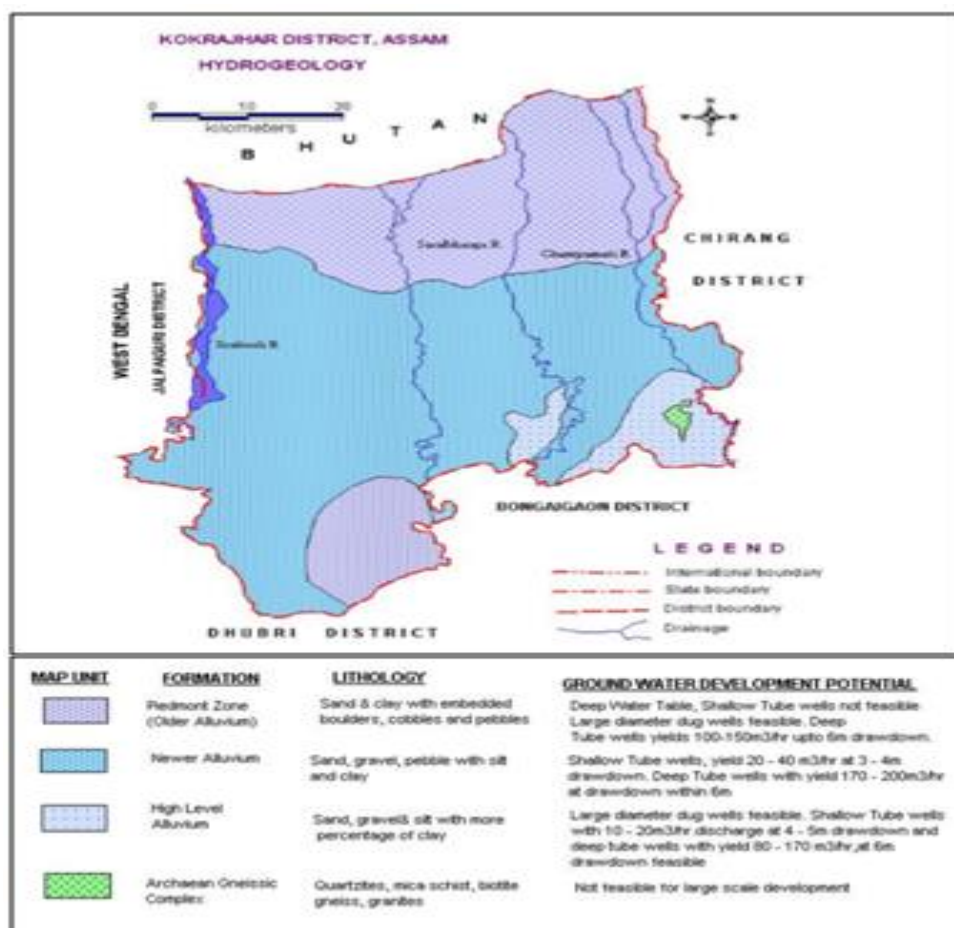 KOKRAJHAR DISTRICT, ASSAM
HYDROGEOLOGY
0 10 20
kilometers
B H U T A N
CHIRANG
DISTRICT
WEST BENGAL
JALPAIGURI DISTRICT
BONGAIGAON DISTRICT
DHUBRI DISTRICT
LEGEND
International boundary
State boundary
District boundary
Drainage
MAP UNIT FORMATION LITHOLOGY GROUND WATER DEVELOPMENT POTENTIAL
Piedmont Zone
(Older Alluvium)
Sand & clay with embedded
boulders, cobbles and pebbles
Deep Water Table, Shallow Tube wells not feasible
Large diameter dug wells feasible. Deep
Tube wells yields 100-150m3/hr upto 6m drawdown.
Newer Alluvium
Sand, gravel, pebble with silt
and clay
Shallow Tube wells, yield 20 - 40 m3/hr at 3 - 4m
drawdown. Deep Tube wells with yield 170 - 200m3/hr
at drawdown within 6m
High Level
Alluvium
Sand, gravel& silt with more
percentage of clay
Large diameter dug wells feasible. Shallow Tube wells
with 10 - 20m3/hr.discharge at 4 - 5m drawdown and
deep tube wells with yield 80 - 170 m3/hr,at 6m
drawdown feasible
Archaean Gneissic
Complex
Quartzites, mica schist, biotite
gneiss, granites
Not feasible for large scale development